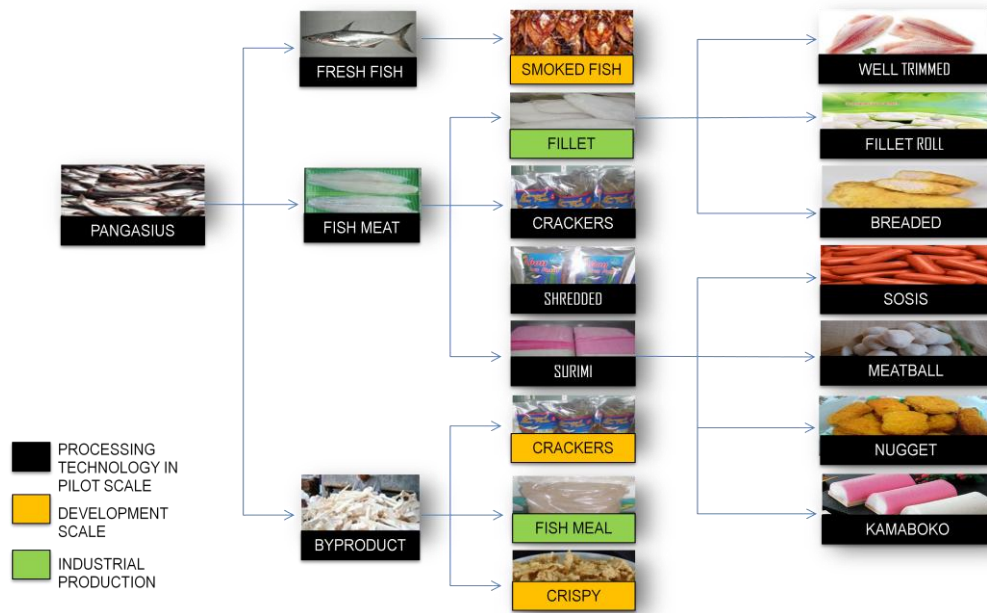 FRESH FISH
SMOKED FISH
WELL TRIMMED
FILLET
FILLET ROLL
PANGASIUS
FISH MEAT
CRACKERS
BREADED
SHREDDED
SOSIS
SURIMI
MEATBALL
CRACKERS
NUGGET
BYPRODUCT
FISH MEAL
KAMABOKO
CRISPY
PROCESSING
TECHNOLOGY IN
PILOT SCALE
DEVELOPMENT
SCALE
INDUSTRIAL
PRODUCTION